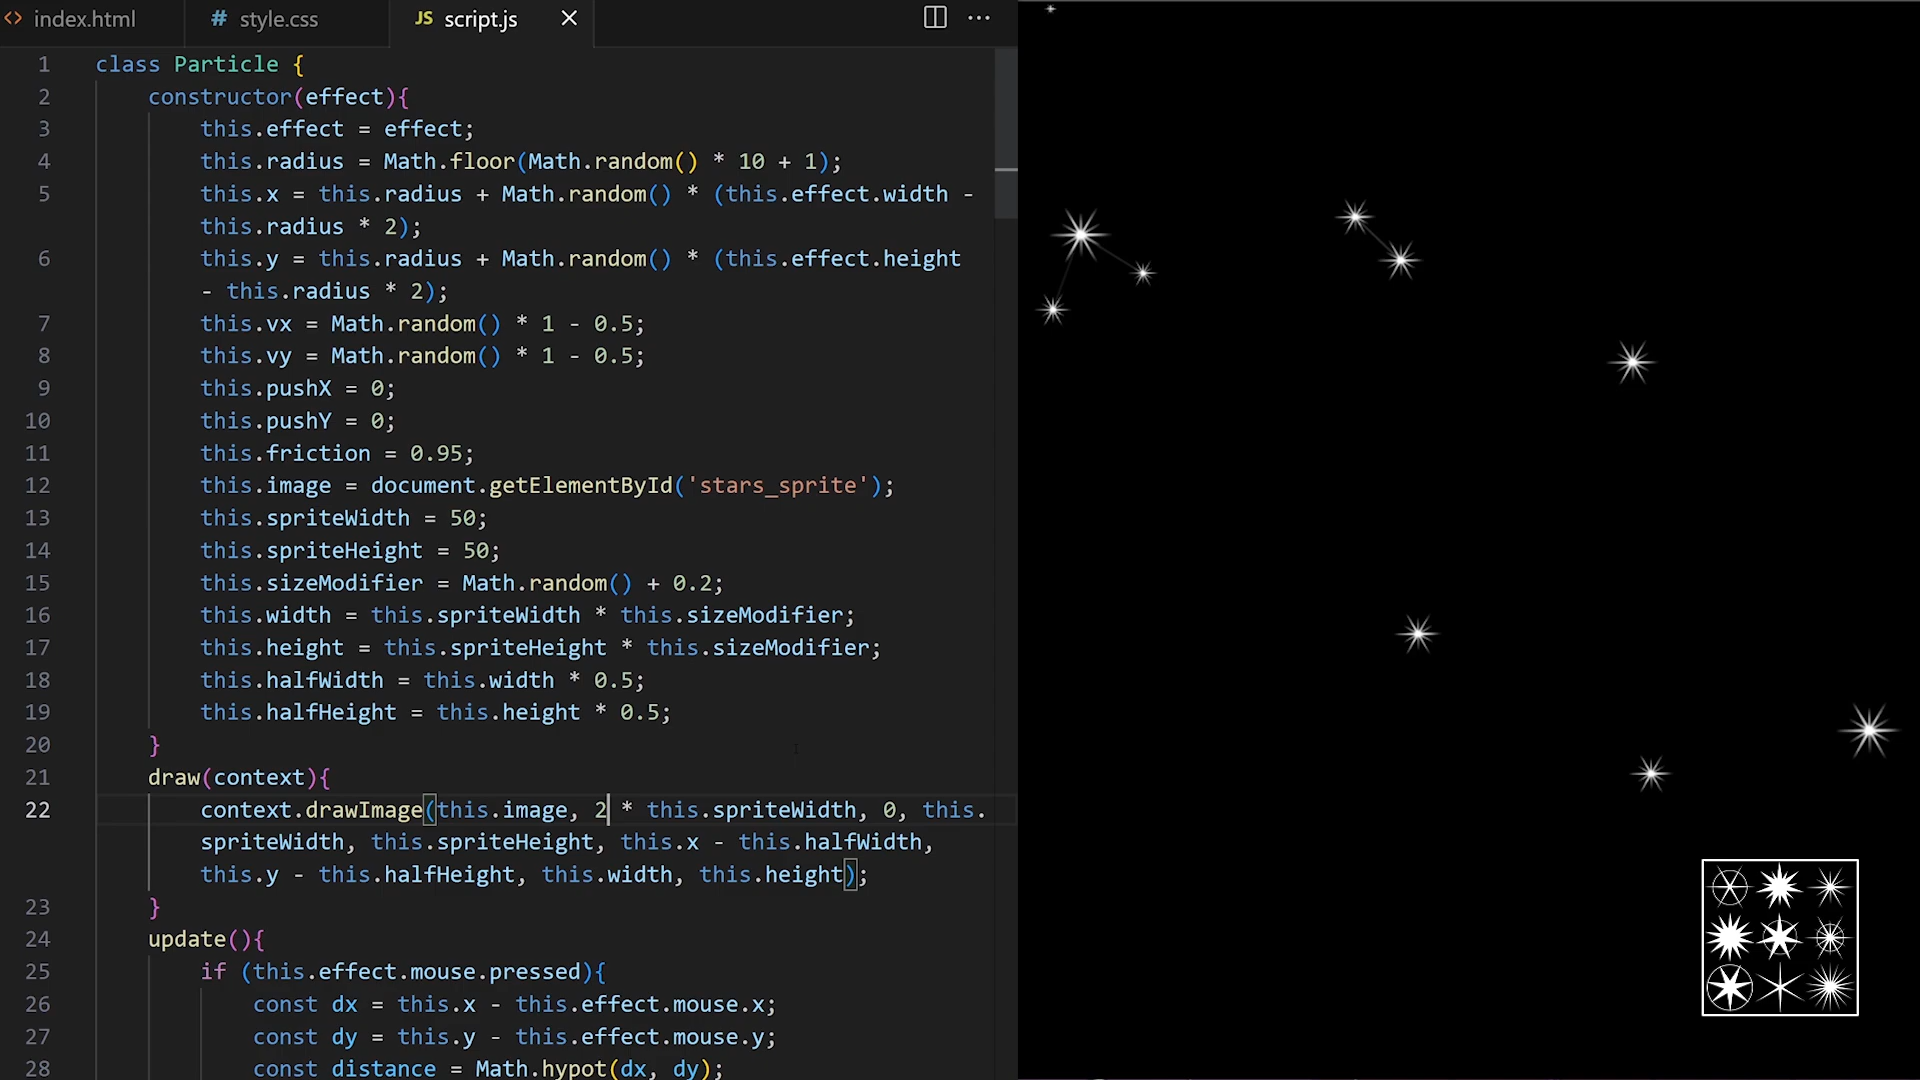 index.html
# style.css
JS script.js
1 class Particle {
2 constructor(effect){
3 this.effect = effect;
4 this.radius = Math.floor(Math.random() * 10 + 1);
5 this.x = this.radius + Math.random() * (this.effect.width -
this.radius * 2);
6 this.y = this.radius + Math.random() * (this.effect.height
- this.radius * 2);
7 this.vx = Math.random() * 1 - 0.5;
8 this.vy = Math.random() * 1 - 0.5;
9 this.pushX = 0;
10 this.pushY = 0;
11 this.friction = 0.95;
12 this.image = document.getElementById('stars_sprite');
13 this.spriteWidth = 50;
14 this.spriteHeight = 50;
15 this.sizeModifier = Math.random() + 0.2;
16 this.width = this.spriteWidth * this.sizeModifier;
17 this.height = this.spriteHeight * this.sizeModifier;
18 this.halfWidth = this.width * 0.5;
19 this.halfHeight = this.height * 0.5;
20 }
21 draw(context){
22 context.drawImage(this.image, 2 * this.spriteWidth, 0, this.
spriteWidth, this.spriteHeight, this.x - this.halfWidth,
this.y - this.halfHeight, this.width, this.height);
23 }
24 update(){
25 if (this.effect.mouse.pressed){
26 const dx = this.x - this.effect.mouse.x;
27 const dy = this.y - this.effect.mouse.y;
28 const distance = Math.hypot(dx, dy);